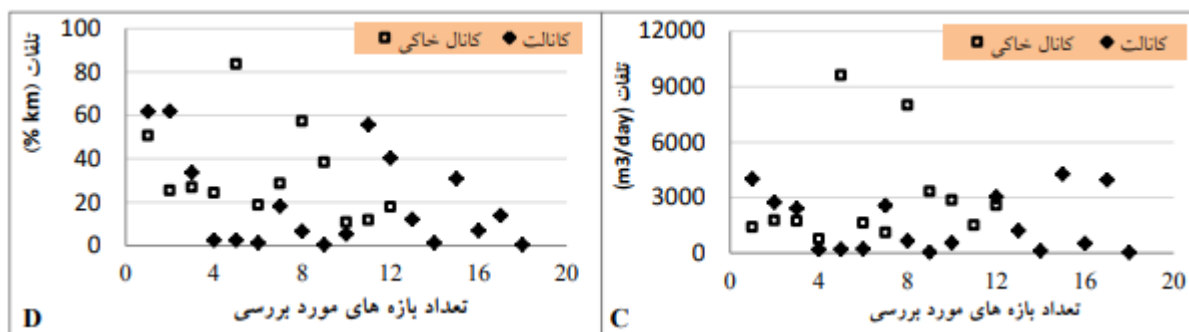 تلفات (% km)
100
80
60
40
20
0
کانال خاکی
کانالت
0 4 8 12 16 20
تعداد بازه های مورد بررسی
D
تلفات (m3/day)
12000
9000
6000
3000
0
کانال خاکی
کانالت
0 4 8 12 16 20
تعداد بازه های مورد بررسی
C